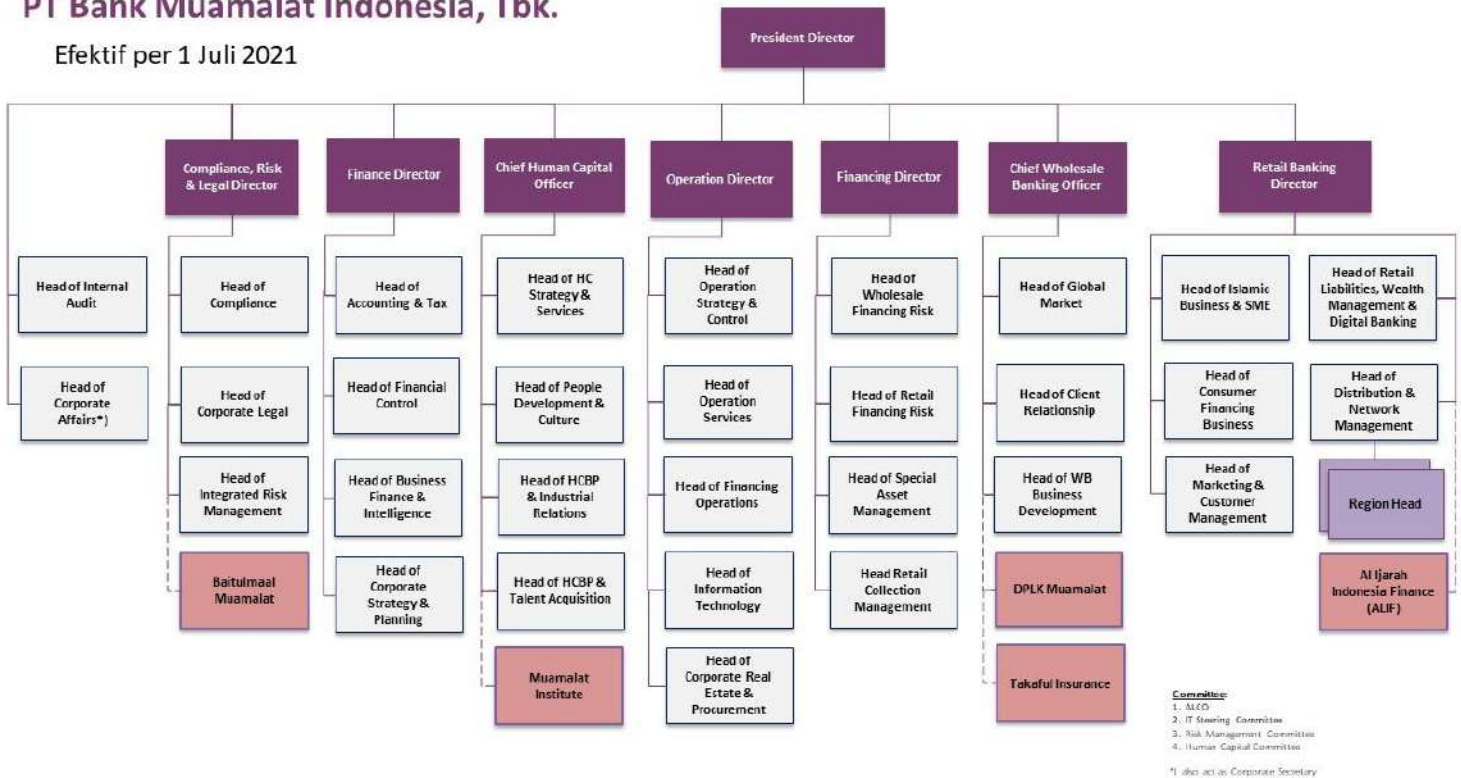 PT Bank Muamalat Indonesia, Tbk.
Efektif per 1 Juli 2021
President Director
Compliance, Risk
& Legal Director
Finance Director
Chief Human Capital
Officer
Operation Director
Financing Director
Chief Wholesale
Banking Officer
Retail Banking
Director
Head of Internal
Audit
Head of
Corporate
Affairs*)
Head of
Compliance
Head of
Corporate Legal
Head of
Integrated Risk
Management
Baitulmaal
Muamalat
Head of
Accounting & Tax
Head of Financial
Control
Head of Business
Finance &
Intelligence
Head of
Corporate
Strategy &
Planning
Head of HC
Strategy &
Services
Head of People
Development &
Culture
Head of HCBP
& Industrial
Relations
Head of HCBP &
Talent Acquisition
Muamalat
Institute
Head of
Operation
Strategy &
Control
Head of
Operation
Services
Head of Financing
Operations
Head of
Information
Technology
Head of
Corporate Real
Estate &
Procurement
Head of
Wholesale
Financing Risk
Head of Retail
Financing Risk
Head of Special
Asset
Management
Head Retail
Collection
Management
Head of Global
Market
Head of Client
Relationship
Head of WB
Business
Development
DPLK Muamalat
Takaful Insurance
Head of Islamic
Business & SME
Head of
Consumer
Financing
Business
Head of
Marketing &
Customer
Management
Head of Retail
Liabilities, Wealth
Management &
Digital Banking
Head of
Distribution &
Network
Management
Region Head
Al Ijarah
Indonesia Finance
(ALIF)
Committee:
1. ALCO
2. IT Steering Committee
3. Risk Management Committee
4. Human Capital Committee
*) also act as Corporate Secretary